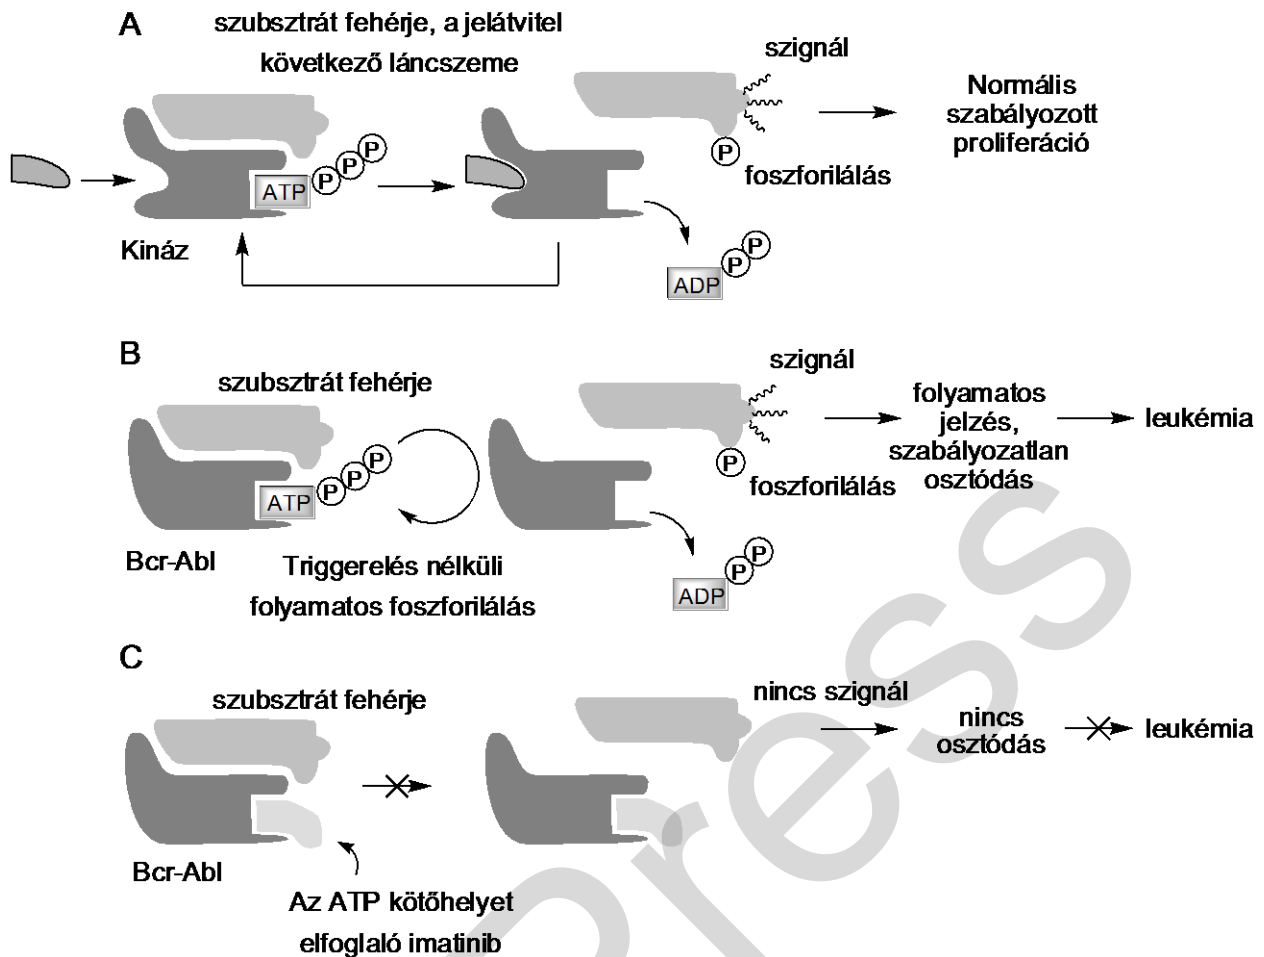 A
szubsztrát fehérje, a jelátvitel
következő láncszeme
szignál
Normális
szabályozott
proliferáció
P
P
P
ATP
P
foszforilálás
Kináz
P
P
ADP
B
szubsztrát fehérje
szignál
folyamatos
jelzés,
szabályozatlan
osztódás
leukémia
P
P
P
ATP
P
foszforilálás
Bcr-Abl
Triggerelés nélküli
folyamatos foszforilálás
P
P
ADP
C
szubsztrát fehérje
nincs szignál
nincs
osztódás
leukémia
Bcr-Abl
Az ATP kötőhelyet
elfoglaló imatinib
Press